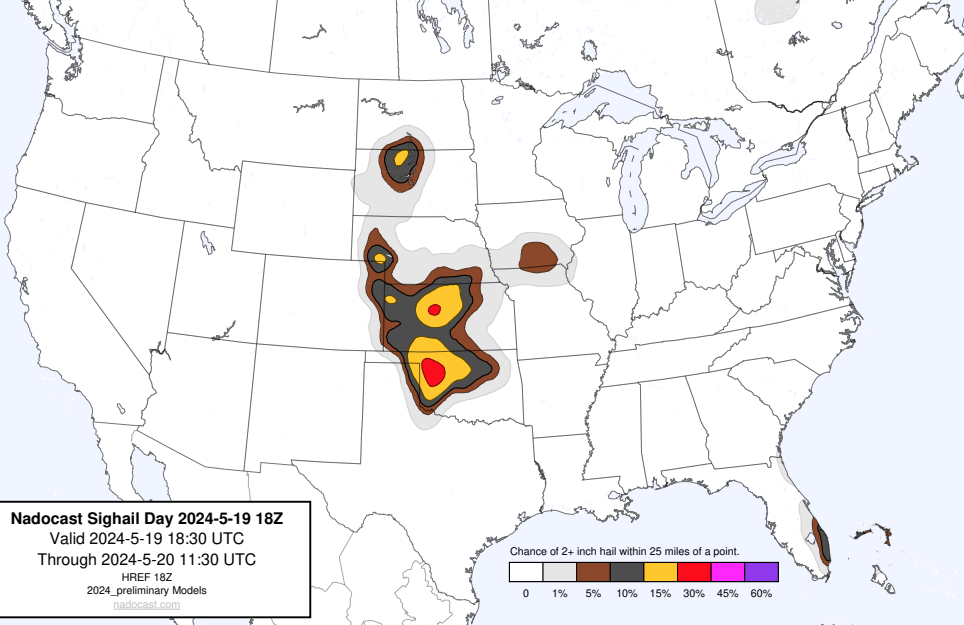 Nadocast Sighail Day 2024-5-19 18Z
Valid 2024-5-19 18:30 UTC
Through 2024-5-20 11:30 UTC
HREF 18Z
2024_preliminary Models
nadocast.com
Chance of 2+ inch hail within 25 miles of a point.
0 1% 5% 10% 15% 30% 45% 60%